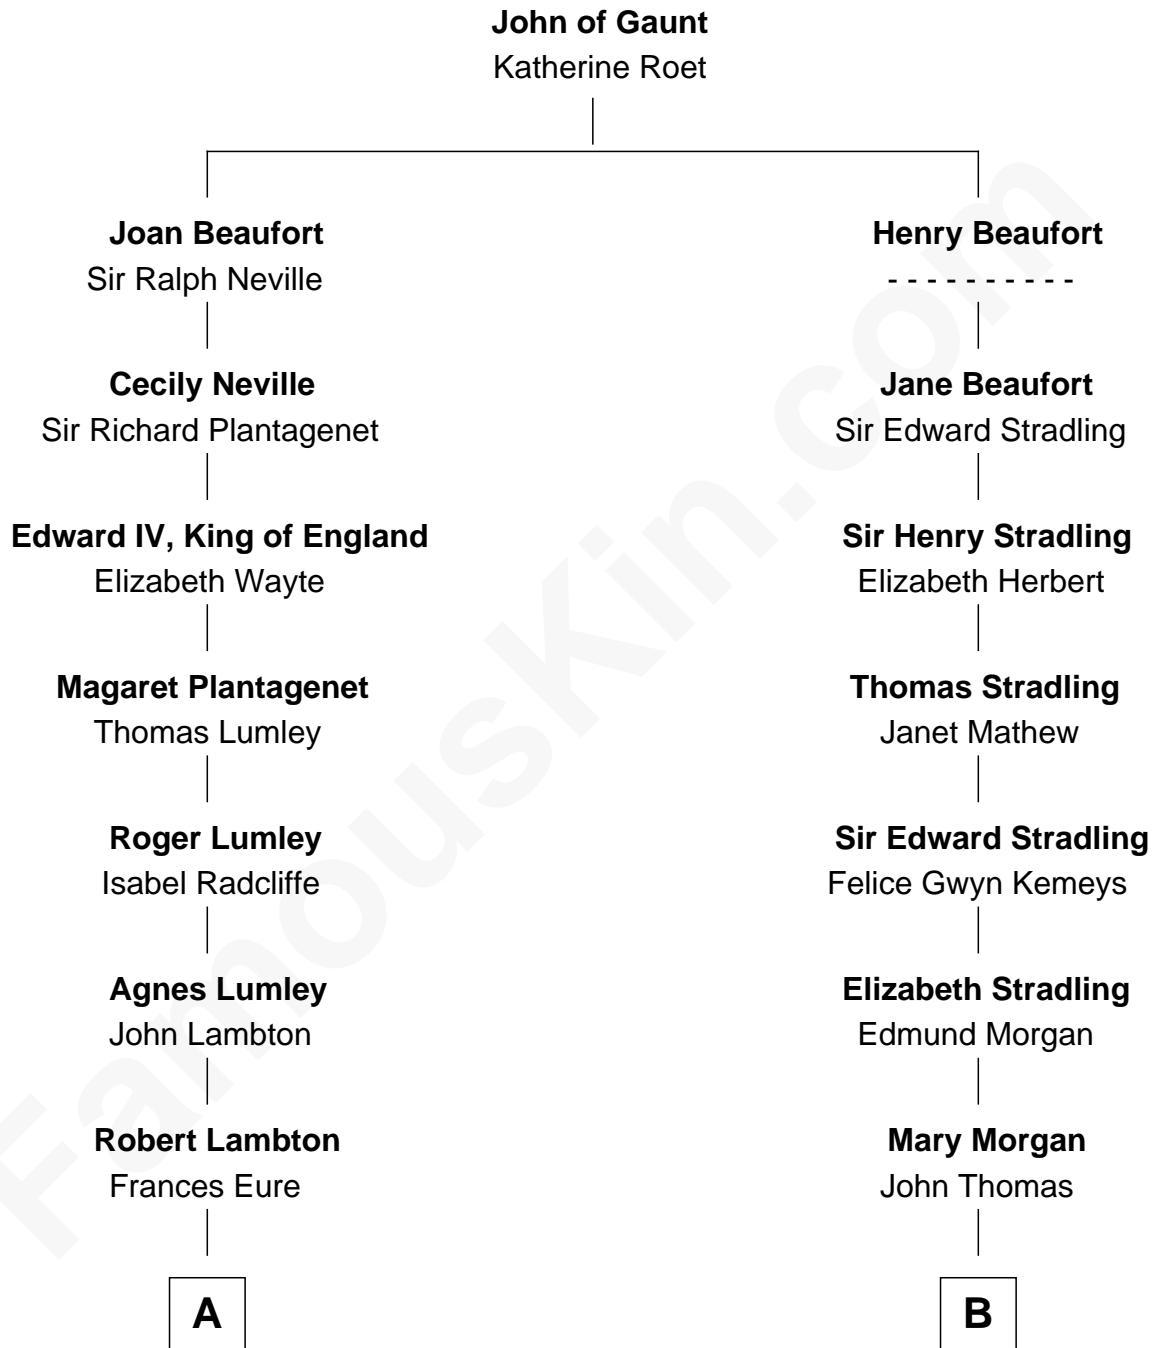 John of Gaunt
Katherine Roet
Joan Beaufort
Sir Ralph Neville
Cecily Neville
Sir Richard Plantagenet
Edward IV, King of England
Elizabeth Wayte
Magaret Plantagenet
Thomas Lumley
Roger Lumley
Isabel Radcliffe
Agnes Lumley
John Lambton
Robert Lambton
Frances Eure
A
Henry Beaufort
- - - - - - - - - -
Jane Beaufort
Sir Edward Stradling
Sir Henry Stradling
Elizabeth Herbert
Thomas Stradling
Janet Mathew
Sir Edward Stradling
Felice Gwyn Kemeys
Elizabeth Stradling
Edmund Morgan
Mary Morgan
John Thomas
B
FamousKin.com